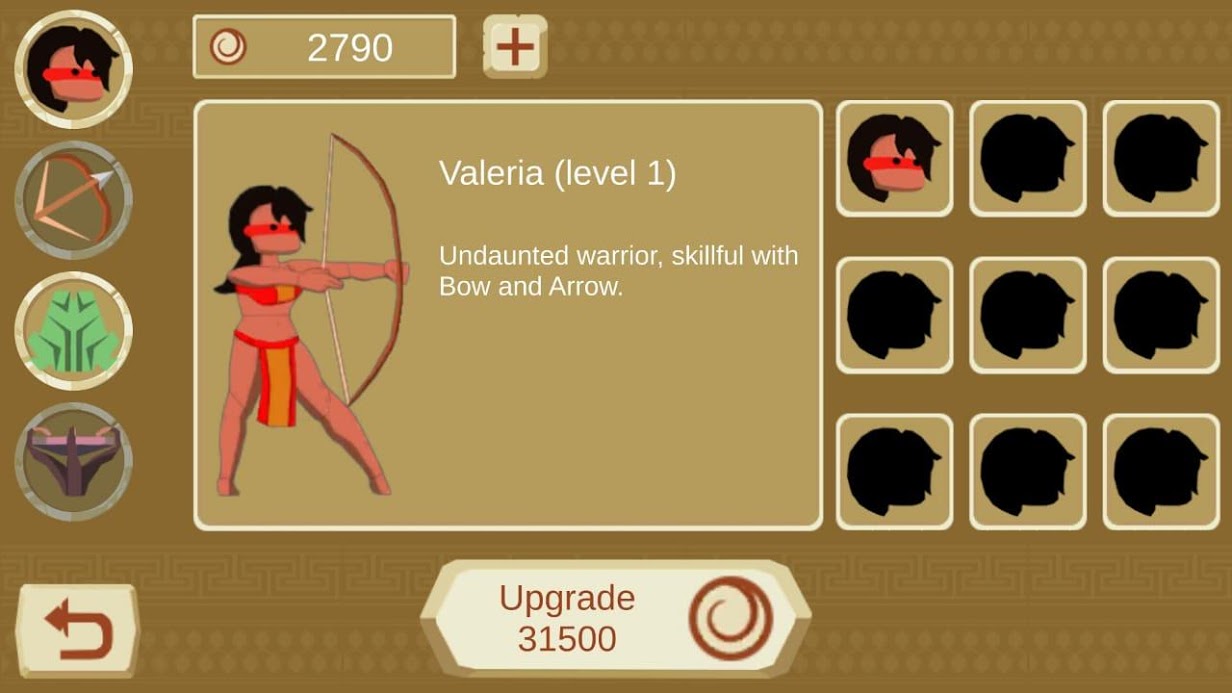 2790
Valeria (level 1)
Undaunted warrior, skillful with
Bow and Arrow.
Upgrade
31500